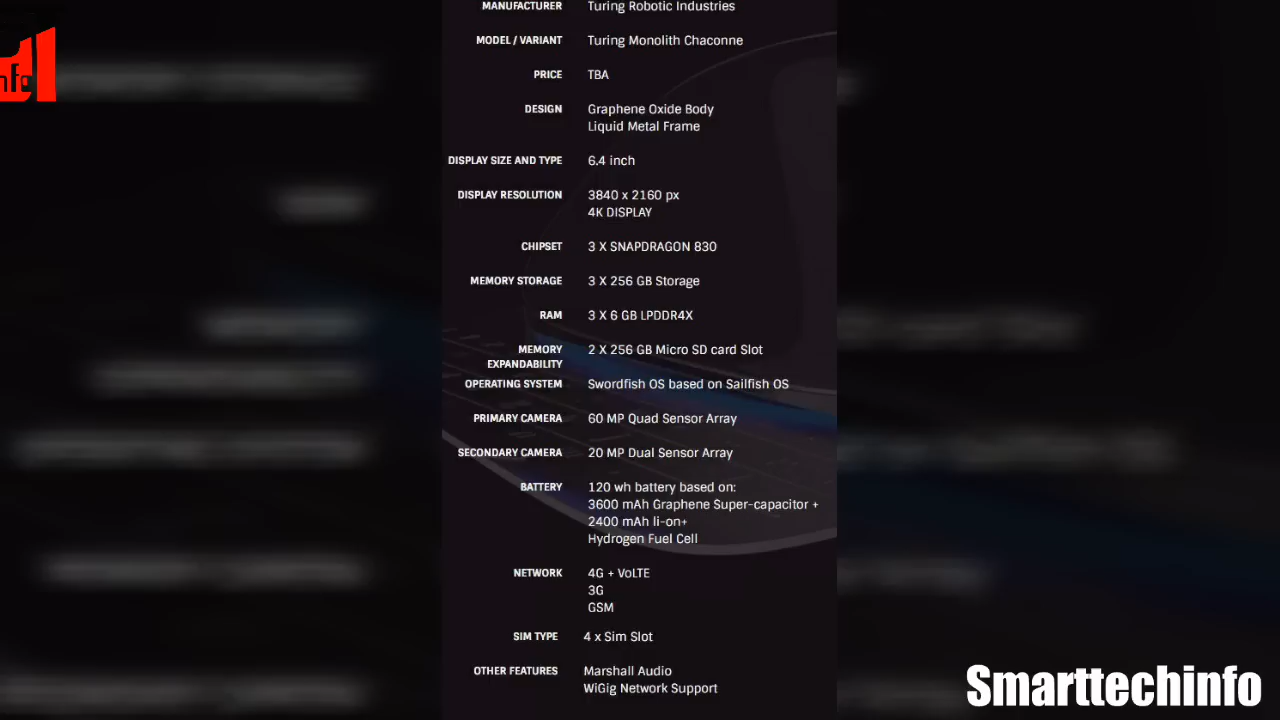 MANUFACTURER Turing Robotic Industries
MODEL / VARIANT Turing Monolith Chaconne
PRICE TBA
DESIGN Graphene Oxide Body
Liquid Metal Frame
DISPLAY SIZE AND TYPE 6.4 inch
DISPLAY RESOLUTION 3840 x 2160 px
4K DISPLAY
CHIPSET 3 X SNAPDRAGON 830
MEMORY STORAGE 3 X 256 GB Storage
RAM 3 X 6 GB LPDDR4X
MEMORY 2 X 256 GB Micro SD card Slot
EXPANDABILITY
OPERATING SYSTEM Swordfish OS based on Sailfish OS
PRIMARY CAMERA 60 MP Quad Sensor Array
SECONDARY CAMERA 20 MP Dual Sensor Array
BATTERY 120 wh battery based on:
3600 mAh Graphene Super-capacitor +
2400 mAh li-on+
Hydrogen Fuel Cell
NETWORK 4G + VoLTE
3G
GSM
SIM TYPE 4 x Sim Slot
OTHER FEATURES Marshall Audio
WiGig Network Support
Smarttechinfo